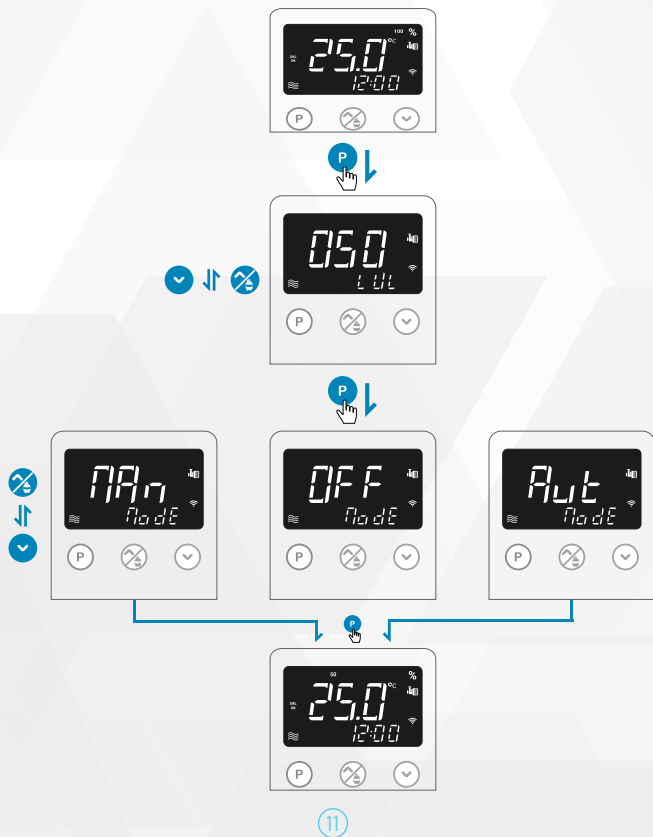 100 %
25.0 °C
SAL
OK
12:00
P
P
050
LVL
P
P
MAn
ModE
P
OFF
ModE
P
Aut
ModE
P
P
50 %
25.0 °C
SAL
OK
12:00
P
11